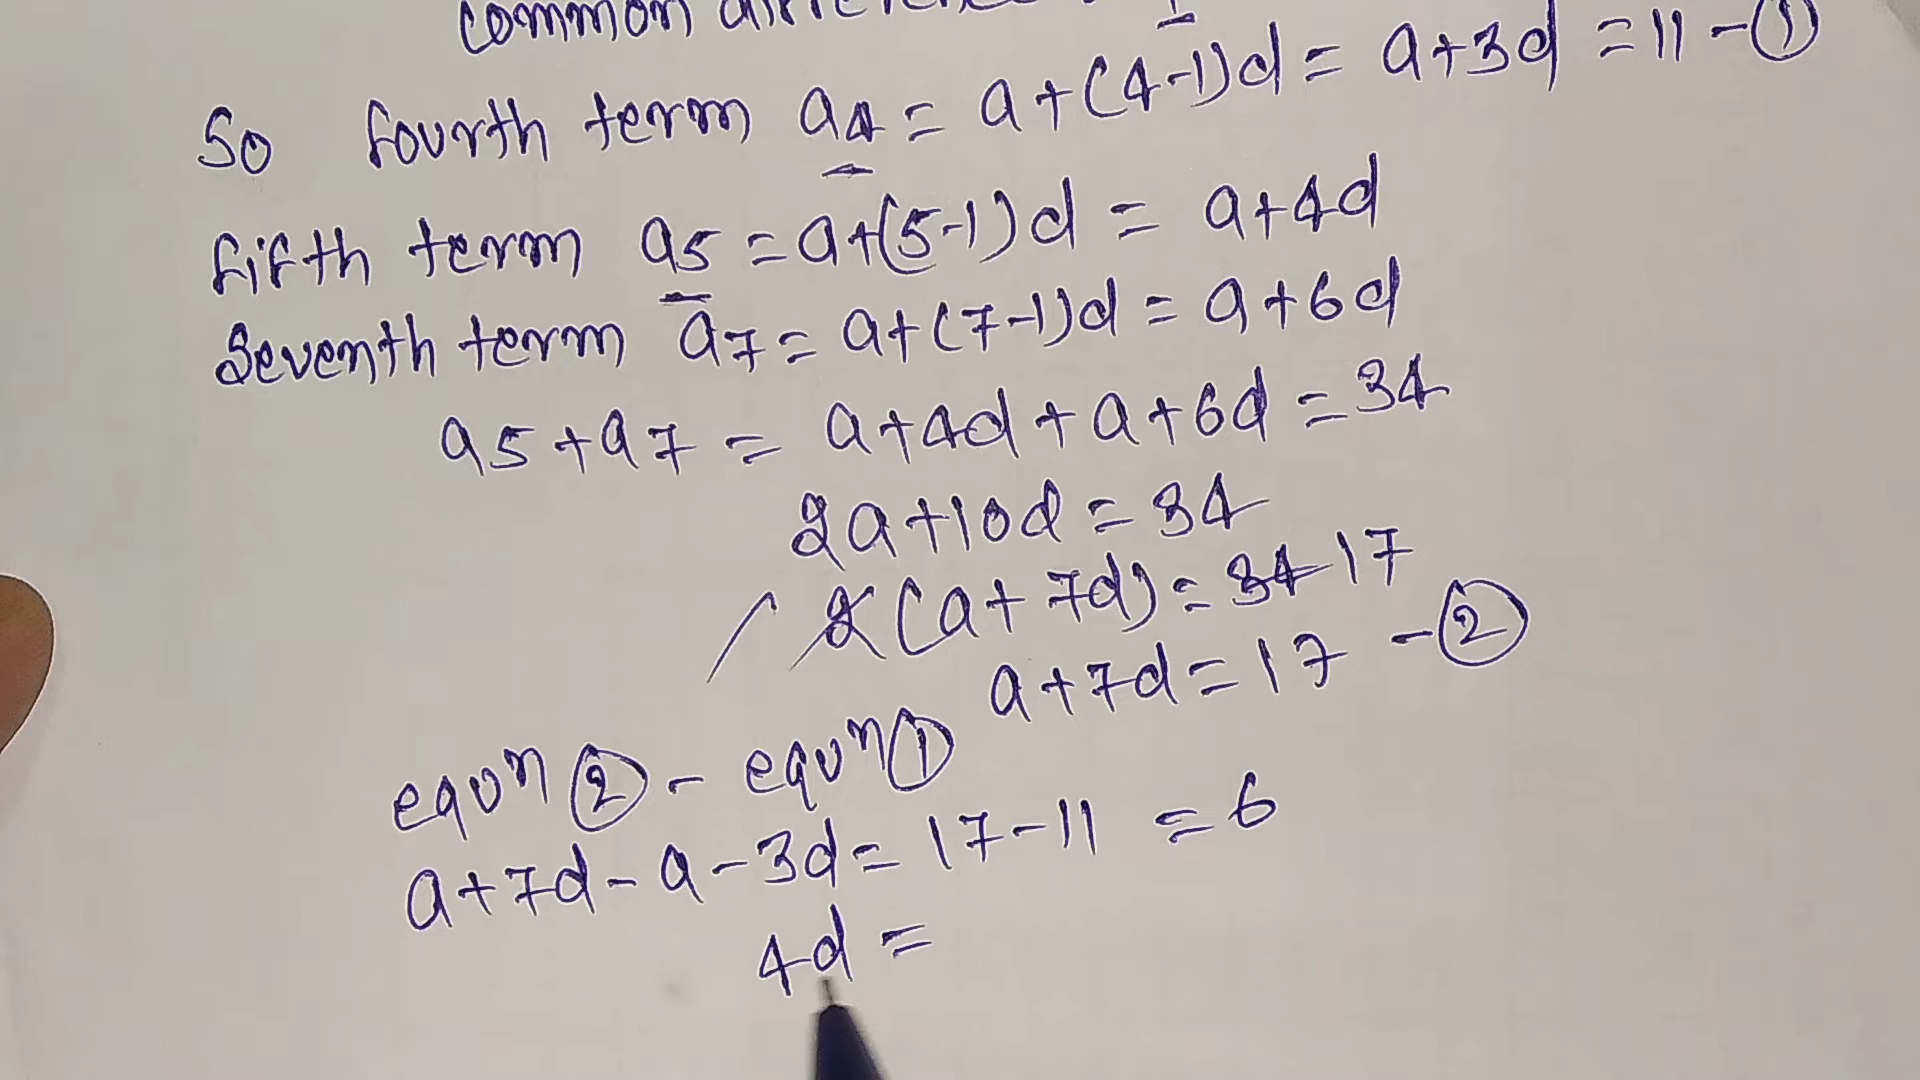 common difference
So fourth term a4 = a+(4-1)d = a+3d = 11 -①
fifth term a5 = a+(5-1)d = a+4d
Seventh term a7 = a+(7-1)d = a+6d
a5+a7 = a+4d+a+6d = 34
2a+10d = 34
2(a+7d) = 34 17
a+7d = 17 -②
equn ② - equn ①
a+7d-a-3d = 17-11 = 6
4d =